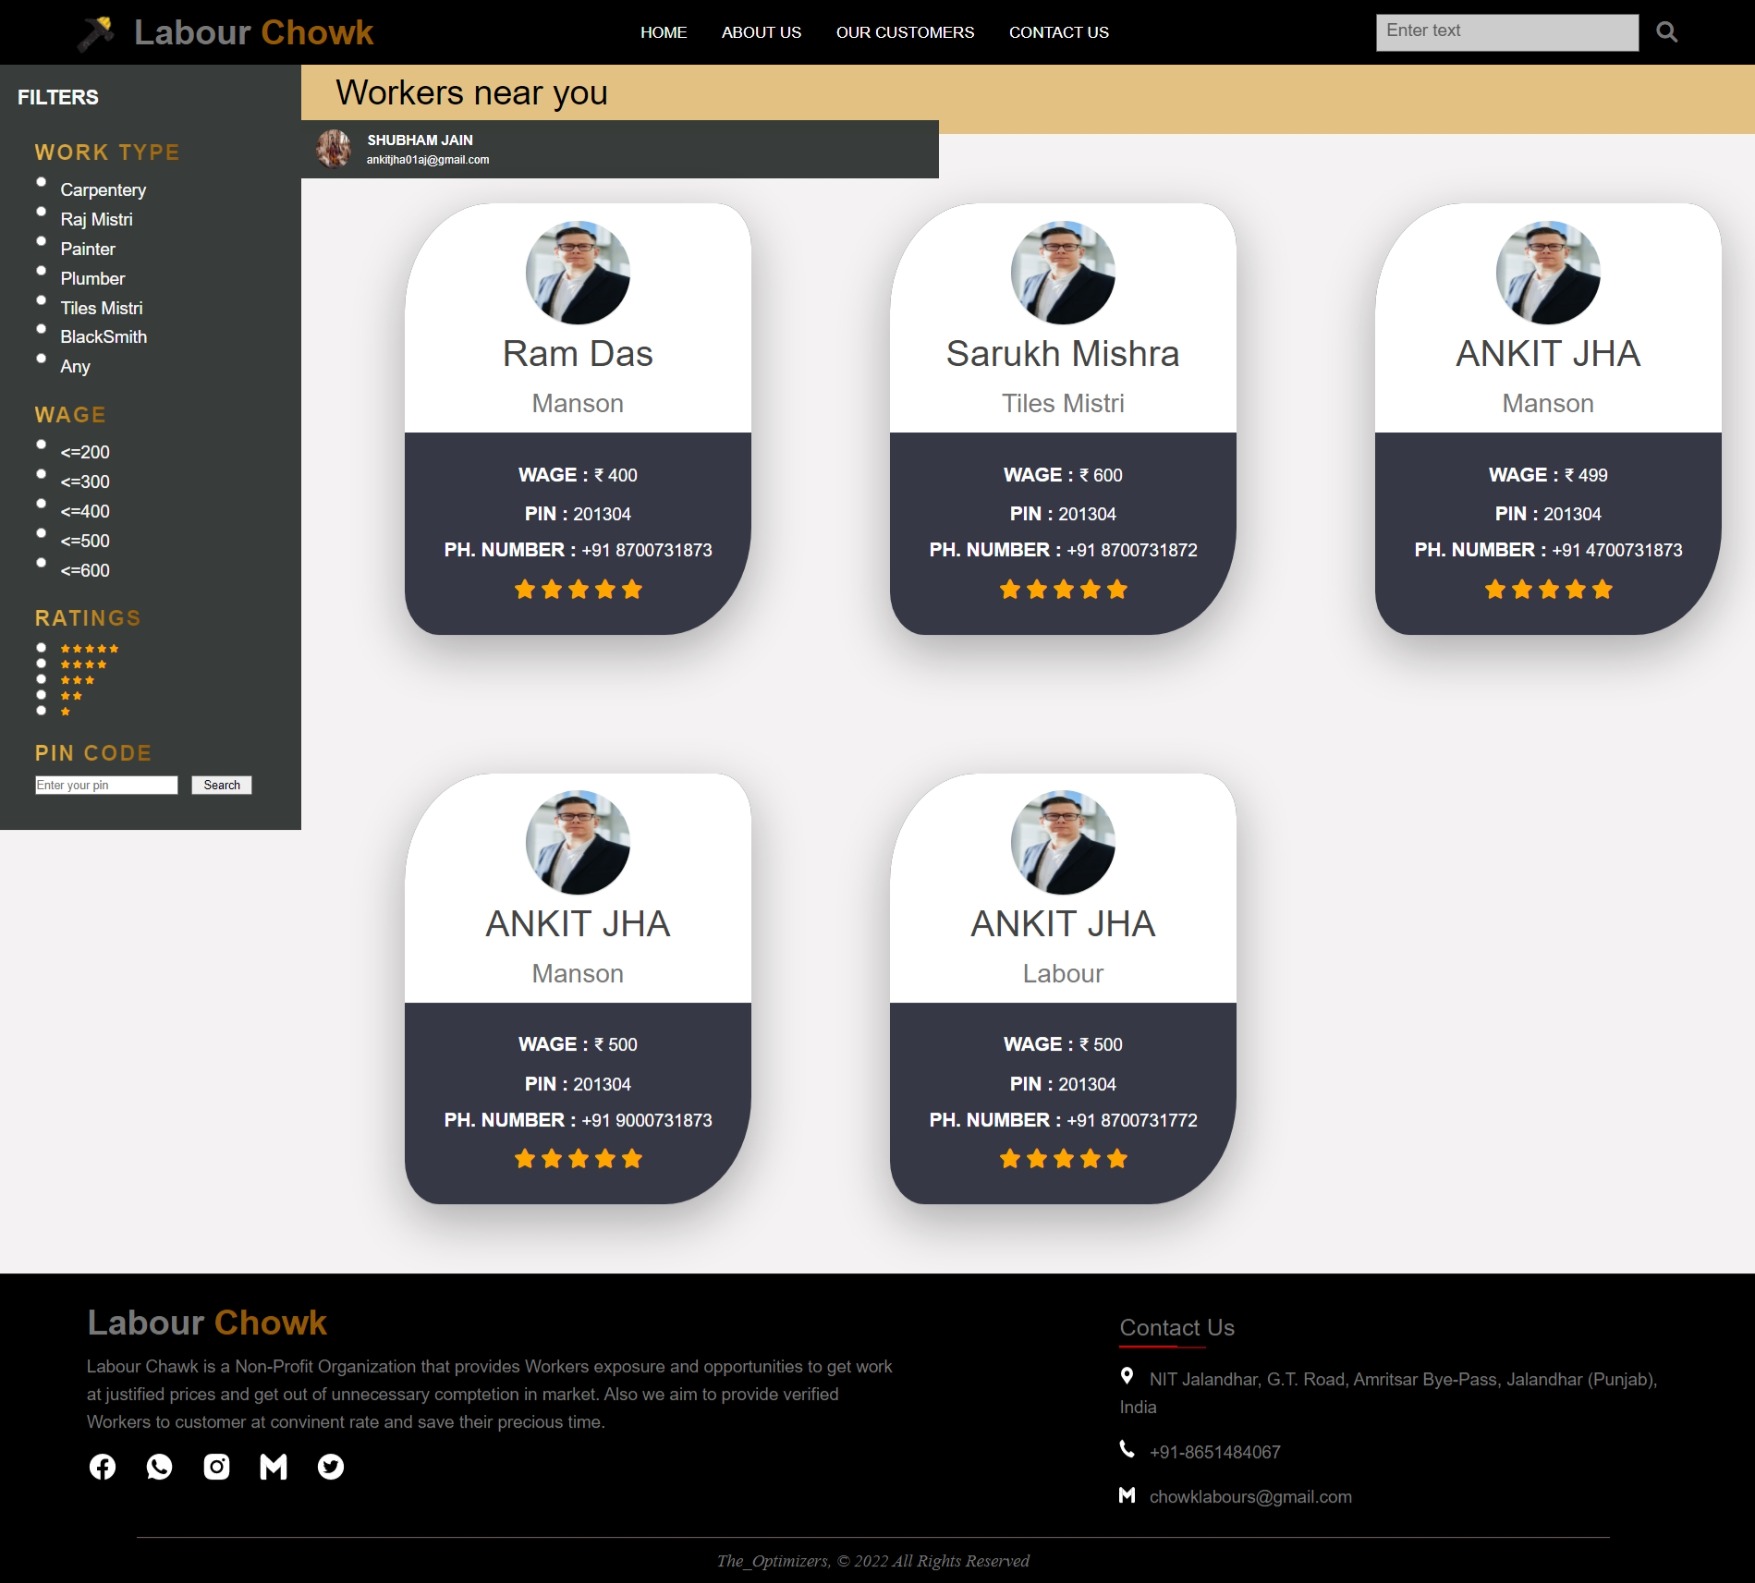 Labour Chowk
HOME ABOUT US OUR CUSTOMERS CONTACT US
Enter text
FILTERS
WORK TYPE
Carpentery
Raj Mistri
Painter
Plumber
Tiles Mistri
BlackSmith
Any
WAGE
<=200
<=300
<=400
<=500
<=600
RATINGS
PIN CODE
Enter your pin Search
Workers near you
SHUBHAM JAIN
ankitjha01aj@gmail.com
Ram Das
Manson
WAGE : ₹ 400
PIN : 201304
PH. NUMBER : +91 8700731873
Sarukh Mishra
Tiles Mistri
WAGE : ₹ 600
PIN : 201304
PH. NUMBER : +91 8700731872
ANKIT JHA
Manson
WAGE : ₹ 499
PIN : 201304
PH. NUMBER : +91 4700731873
ANKIT JHA
Manson
WAGE : ₹ 500
PIN : 201304
PH. NUMBER : +91 9000731873
ANKIT JHA
Labour
WAGE : ₹ 500
PIN : 201304
PH. NUMBER : +91 8700731772
Labour Chowk
Labour Chawk is a Non-Profit Organization that provides Workers exposure and opportunities to get work
at justified prices and get out of unnecessary comptetion in market. Also we aim to provide verified
Workers to customer at convinent rate and save their precious time.
Contact Us
NIT Jalandhar, G.T. Road, Amritsar Bye-Pass, Jalandhar (Punjab),
India
+91-8651484067
chowklabours@gmail.com
The_Optimizers, © 2022 All Rights Reserved